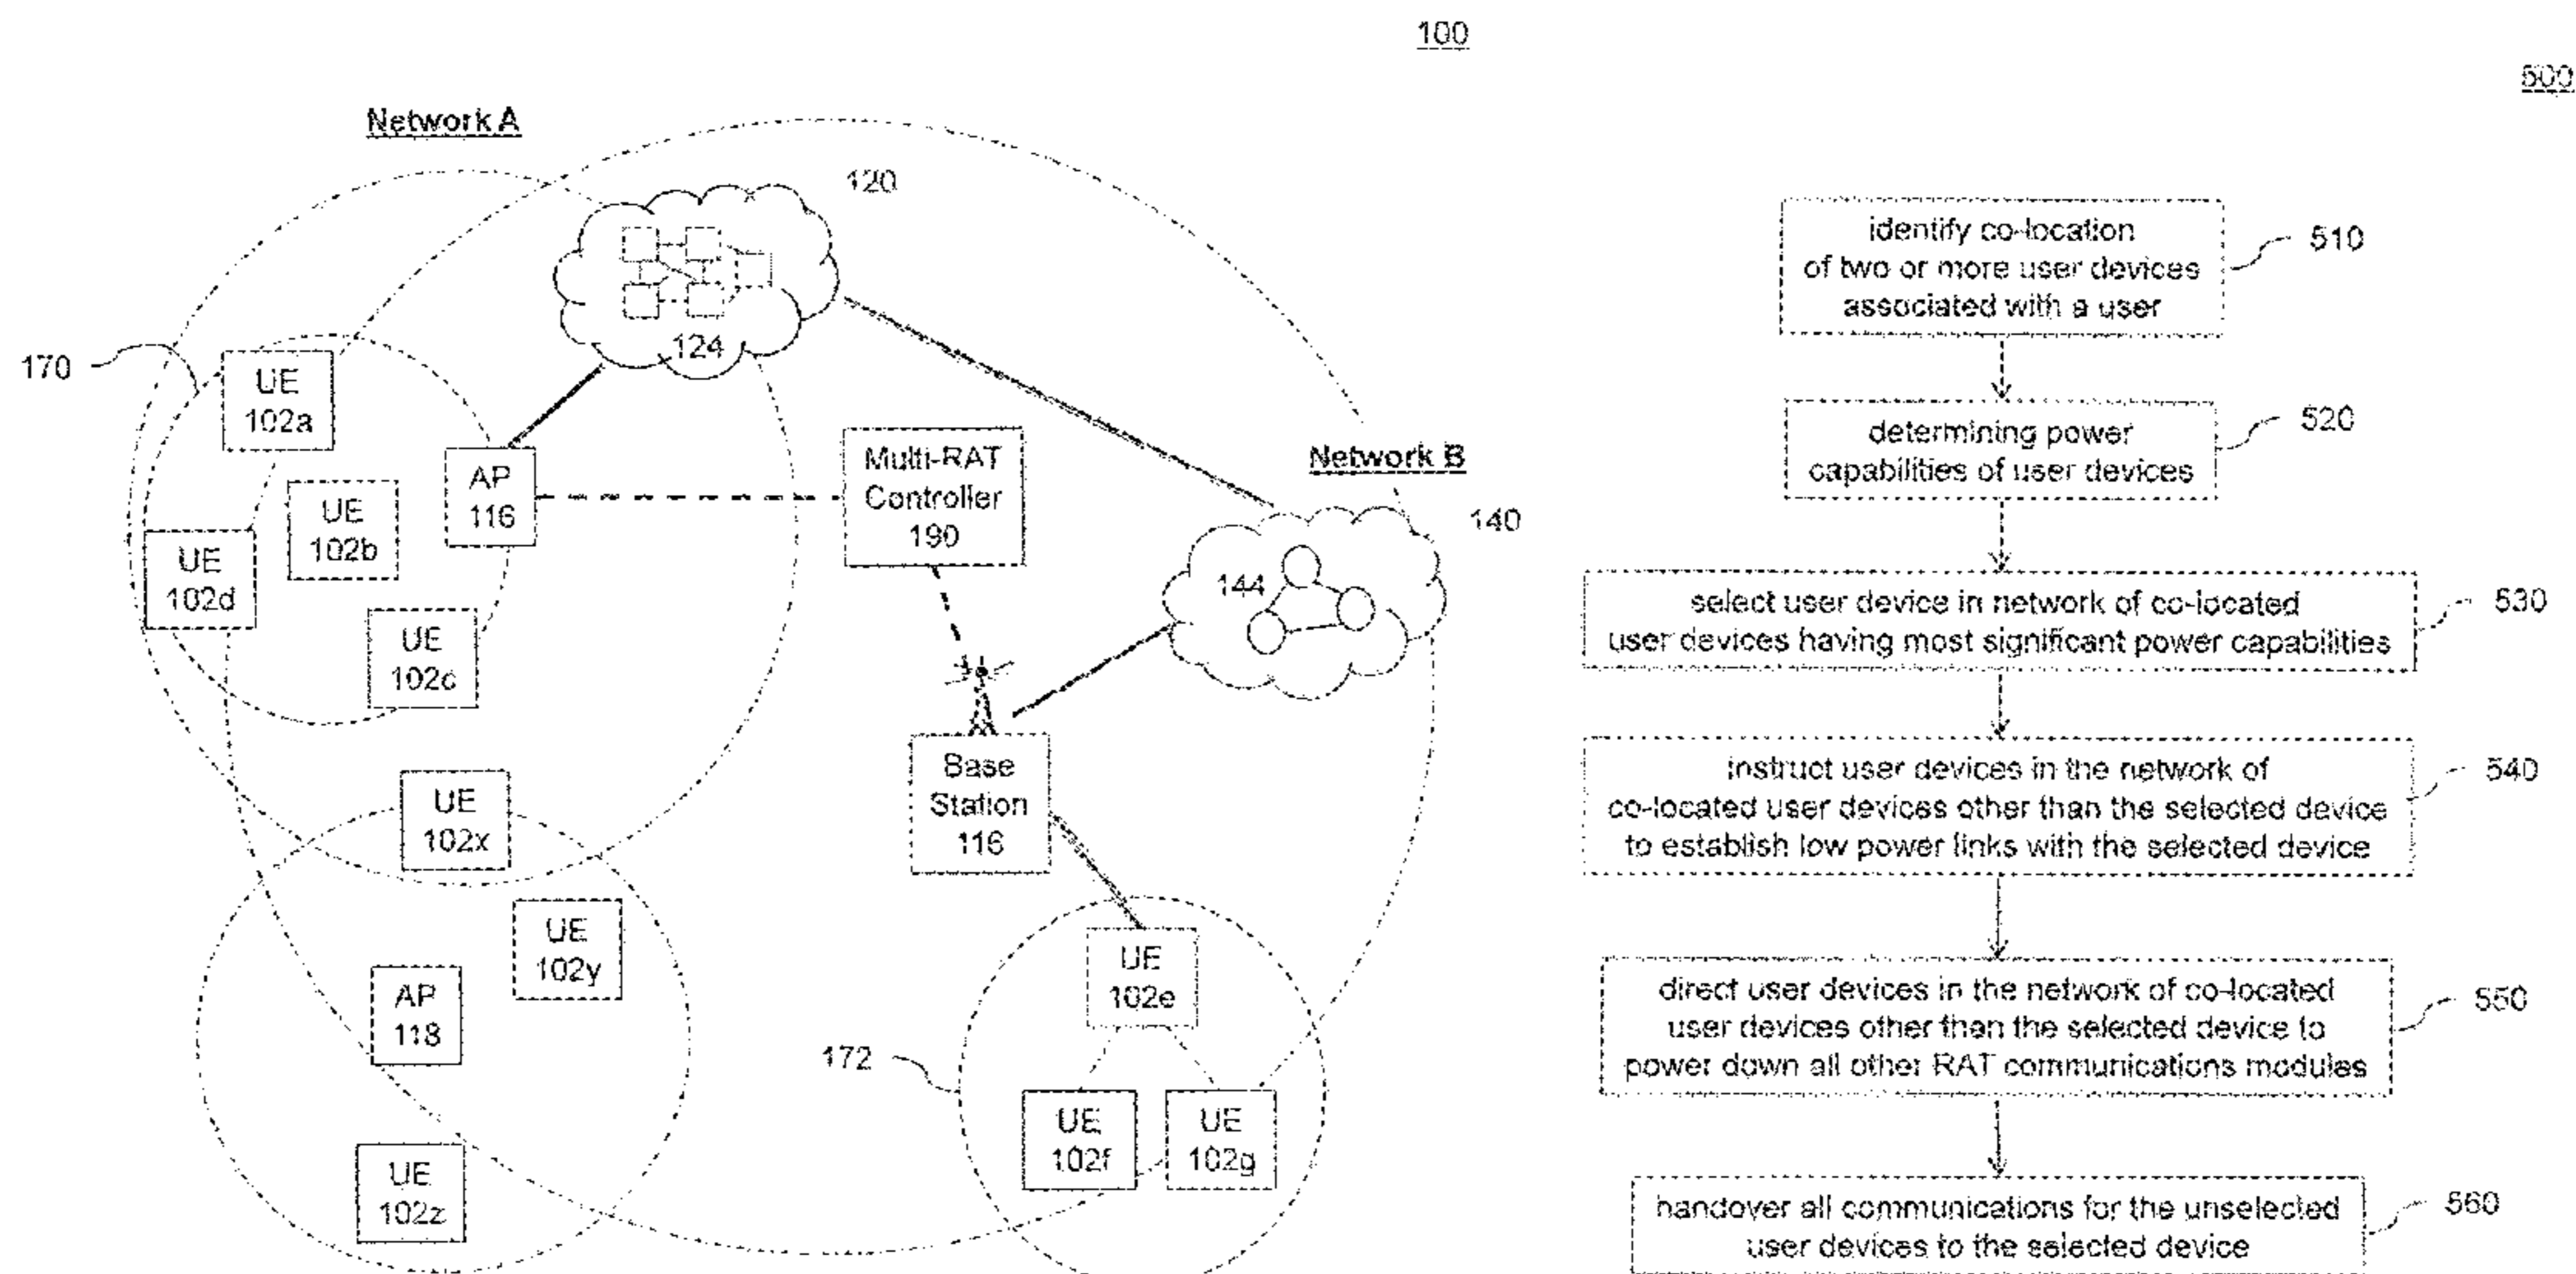 100
500
Network A
120
124
170
UE
102a
UE
102b
UE
102d
UE
102c
AP
116
Multi-RAT
Controller
190
Network B
140
144
Base
Station
116
UE
102x
UE
102y
AP
118
UE
102z
172
UE
102e
UE
102f
UE
102g
identify co-location
of two or more user devices
associated with a user
510
determining power
capabilities of user devices
520
select user device in network of co-located
user devices having most significant power capabilities
530
instruct user devices in the network of
co-located user devices other than the selected device
to establish low power links with the selected device
540
direct user devices in the network of co-located
user devices other than the selected device to
power down all other RAT communications modules
550
handover all communications for the unselected
user devices to the selected device
560